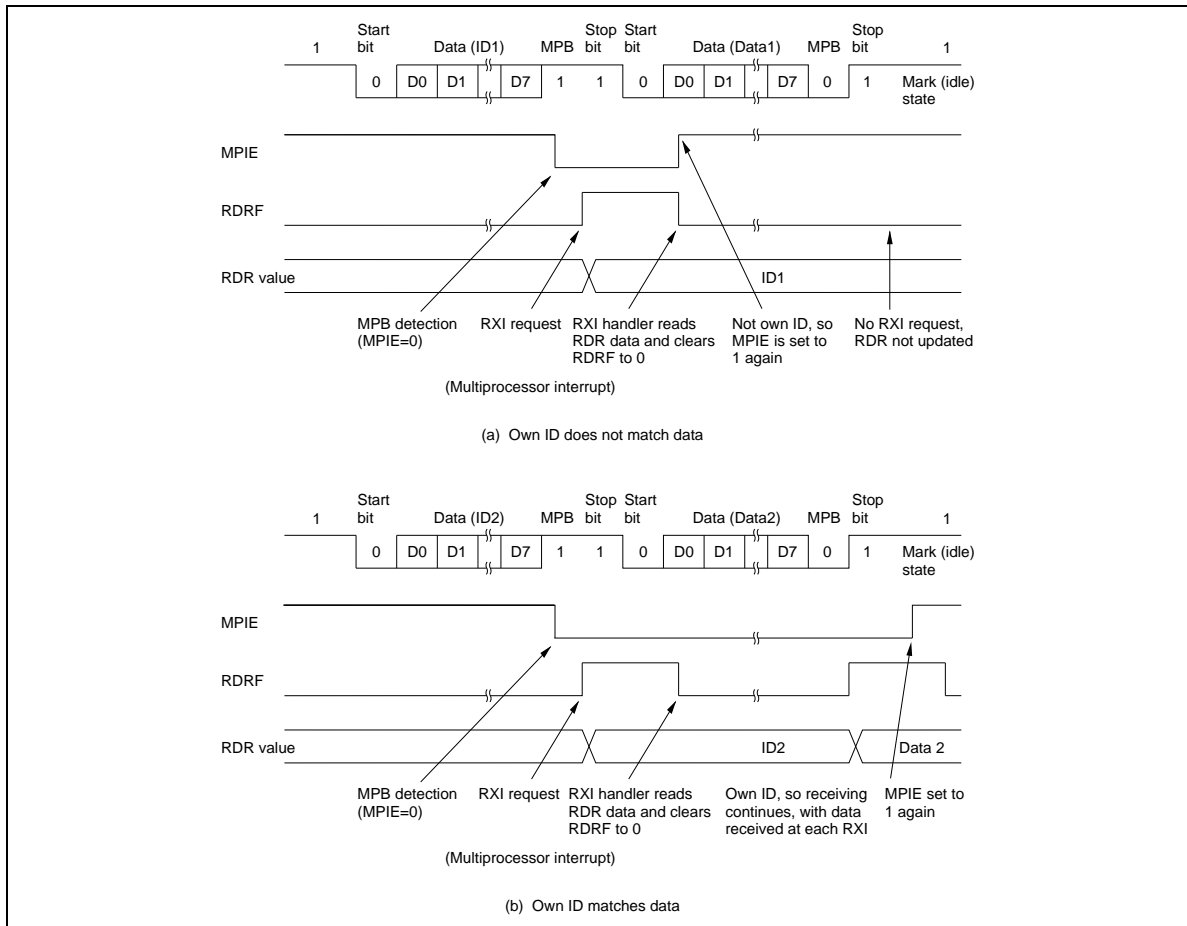 Start Stop Start Stop
1 bit Data (ID1) MPB bit bit Data (Data1) MPB bit 1
0 D0 D1 D7 1 1 0 D0 D1 D7 0 1 Mark (idle)
state
MPIE
RDRF
RDR value ID1
MPB detection RXI request RXI handler reads Not own ID, so No RXI request,
(MPIE=0) RDR data and clears MPIE is set to RDR not updated
RDRF to 0 1 again
(Multiprocessor interrupt)
(a) Own ID does not match data
Start Stop Start Stop
1 bit Data (ID2) MPB bit bit Data (Data2) MPB bit 1
0 D0 D1 D7 1 1 0 D0 D1 D7 0 1 Mark (idle)
state
MPIE
RDRF
RDR value ID2 Data 2
MPB detection RXI request RXI handler reads Own ID, so receiving MPIE set to
(MPIE=0) RDR data and clears continues, with data 1 again
RDRF to 0 received at each RXI
(Multiprocessor interrupt)
(b) Own ID matches data